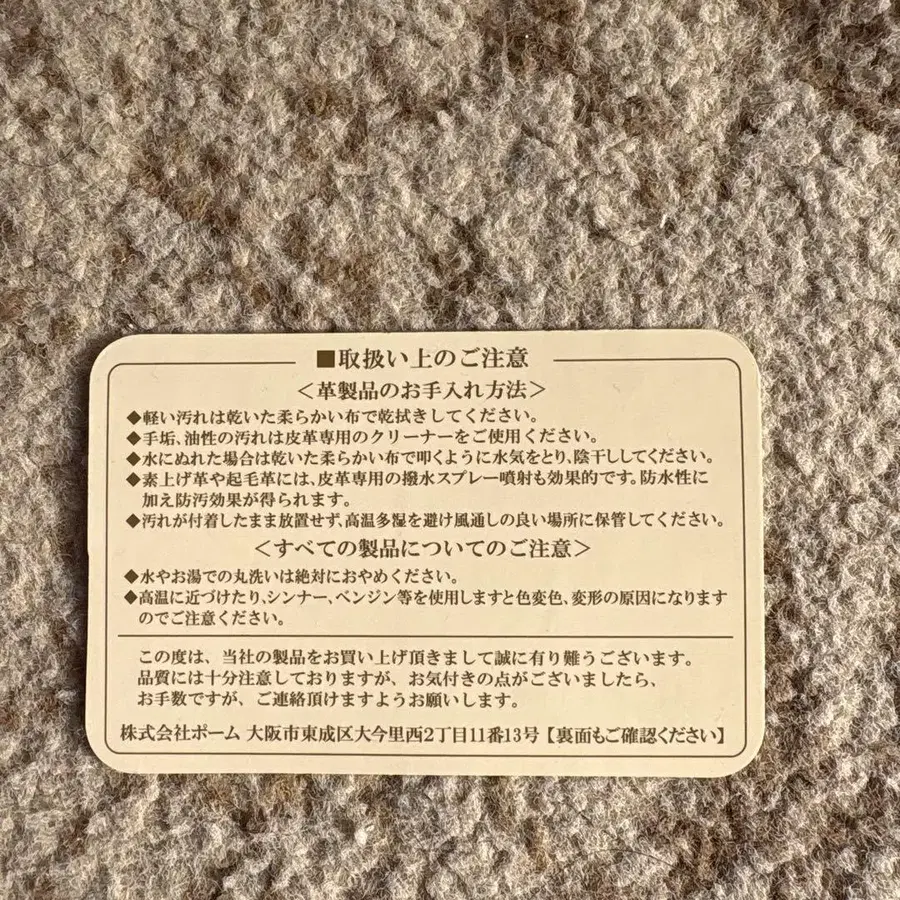 ■取扱い上のご注意
＜革製品のお手入れ方法＞
◆軽い汚れは乾いた柔らかい布で乾拭きしてください。
◆手垢、油性の汚れは皮革専用のクリーナーをご使用ください。
◆水にぬれた場合は乾いた柔らかい布で叩くように水気をとり、陰干ししてください。
◆素上げ革や起毛革には、皮革専用の撥水スプレー噴射も効果的です。防水性に
加え防汚効果が得られます。
◆汚れが付着したまま放置せず、高温多湿を避け風通しの良い場所に保管してください。
＜すべての製品についてのご注意＞
◆水やお湯での丸洗いは絶対におやめください。
◆高温に近づけたり、シンナー、ベンジン等を使用しますと色変色、変形の原因になります
のでご注意ください。
この度は、当社の製品をお買い上げ頂きまして誠に有り難うございます。
品質には十分注意しておりますが、お気付きの点がございましたら、
お手数ですが、ご連絡頂けますようお願いします。
株式会社ポーム 大阪市東成区大今里西2丁目11番13号【裏面もご確認ください】